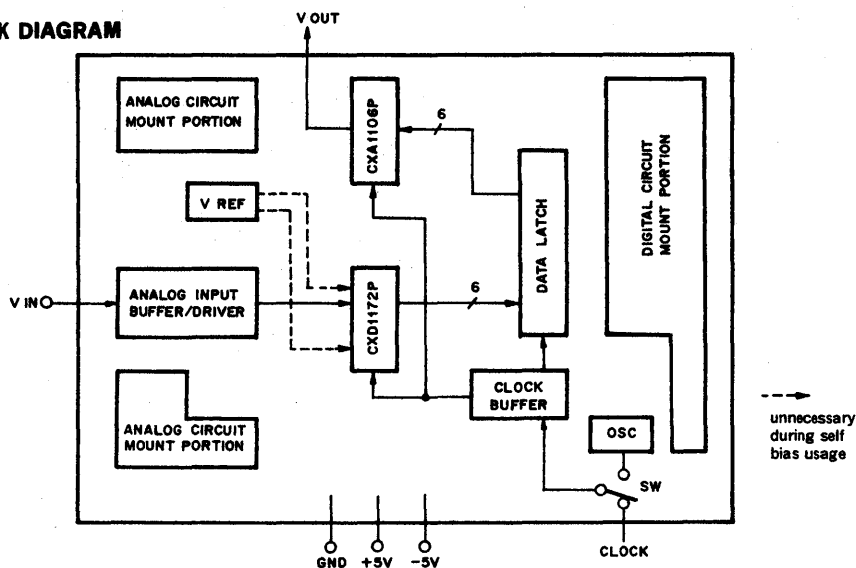 K DIAGRAM
V OUT
ANALOG CIRCUIT
MOUNT PORTION
CXA1106P
6
V REF
DATA LATCH
DIGITAL CIRCUIT
MOUNT PORTION
V IN
ANALOG INPUT
BUFFER/DRIVER
CXD1172P
6
CLOCK
BUFFER
ANALOG CIRCUIT
MOUNT PORTION
OSC
SW
unnecessary
during self
bias usage
GND +5V -5V
CLOCK